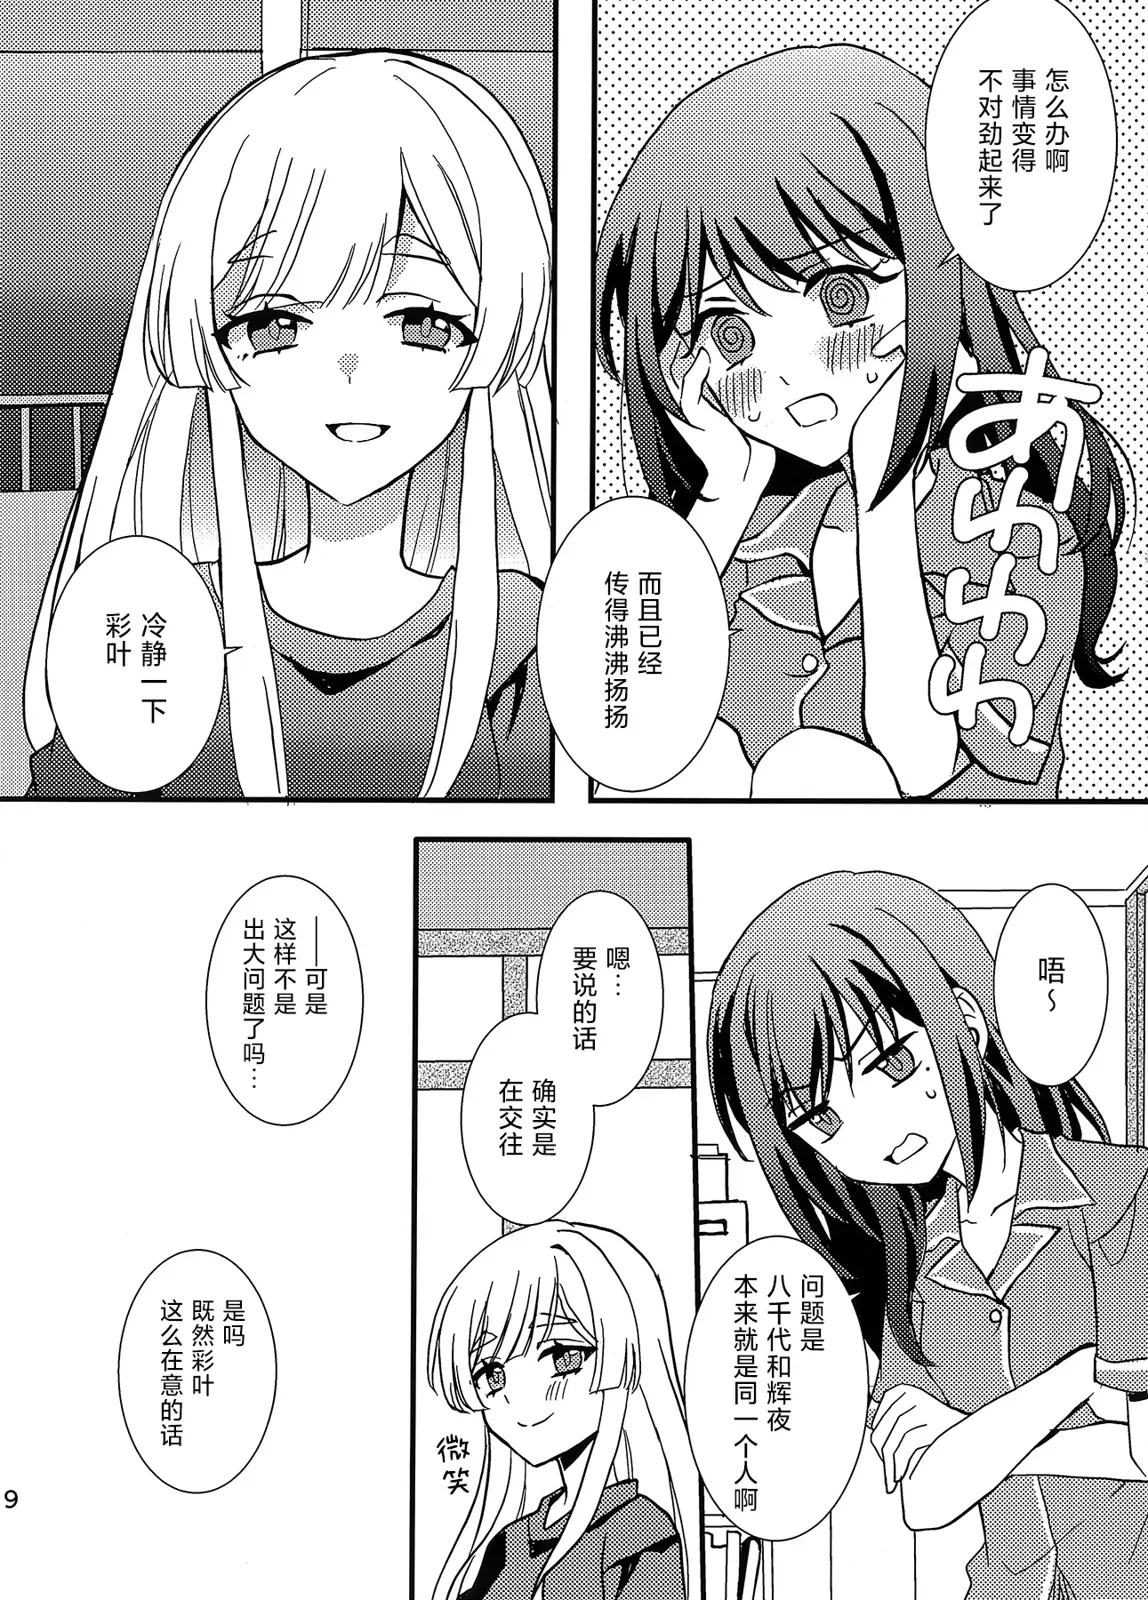 怎么办啊
事情变得
不对劲起来了
あわわわ
而且已经
传得沸沸扬扬
冷静一下
彩叶
唔～
问题是
八千代和辉夜
本来就是同一个人啊
嗯…
要说的话
确实是
在交往
微笑
——可是
这样不是
出大问题了吗…
是吗
既然彩叶
这么在意的话
9